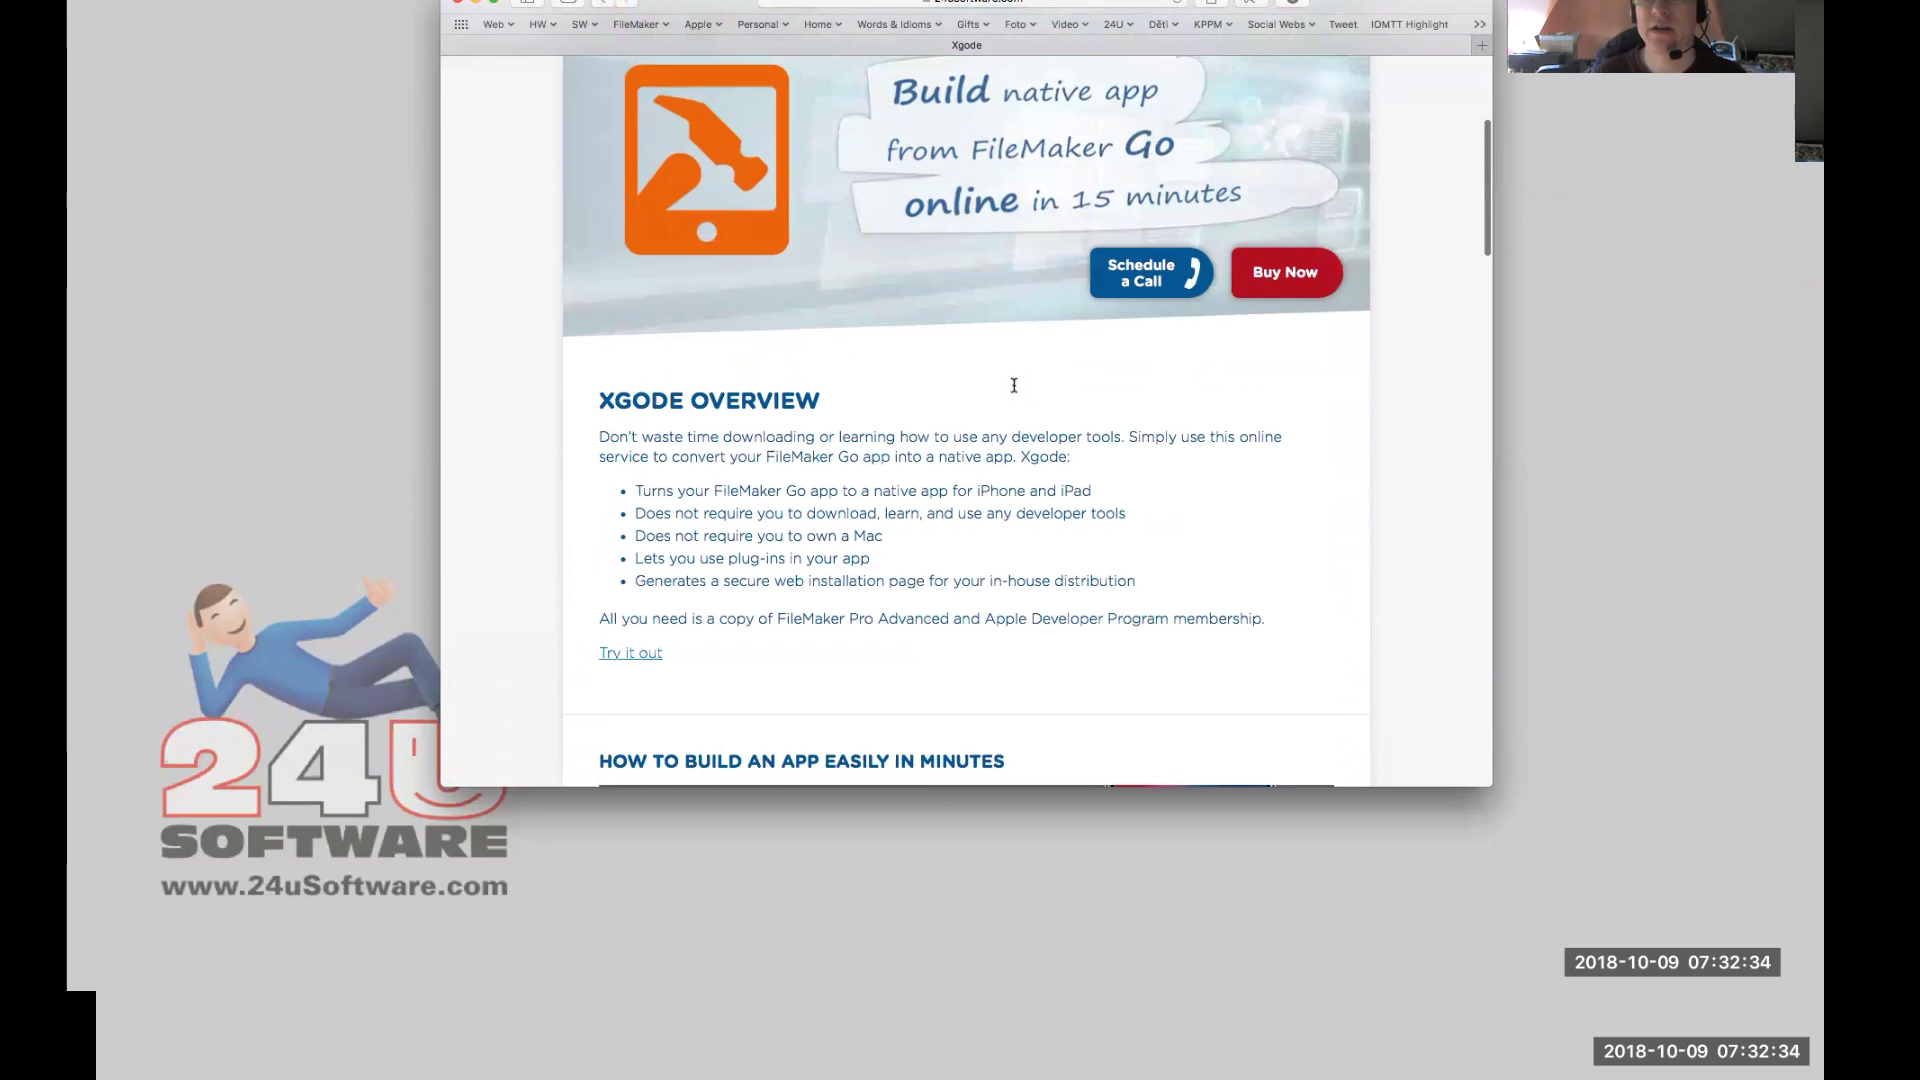 24usoftware.com
Web HW SW FileMaker Apple Personal Home Words & Idioms Gifts Foto Video 24U Děti KPPM Social Webs Tweet IOMTT Highlight >>
Xgode
Build native app
from FileMaker Go
online in 15 minutes
Schedule
a Call
Buy Now
XGODE OVERVIEW
Don't waste time downloading or learning how to use any developer tools. Simply use this online
service to convert your FileMaker Go app into a native app. Xgode:
• Turns your FileMaker Go app to a native app for iPhone and iPad
• Does not require you to download, learn, and use any developer tools
• Does not require you to own a Mac
• Lets you use plug-ins in your app
• Generates a secure web installation page for your in-house distribution
All you need is a copy of FileMaker Pro Advanced and Apple Developer Program membership.
Try it out
HOW TO BUILD AN APP EASILY IN MINUTES
24U
SOFTWARE
www.24uSoftware.com
2018-10-09 07:32:34
2018-10-09 07:32:34